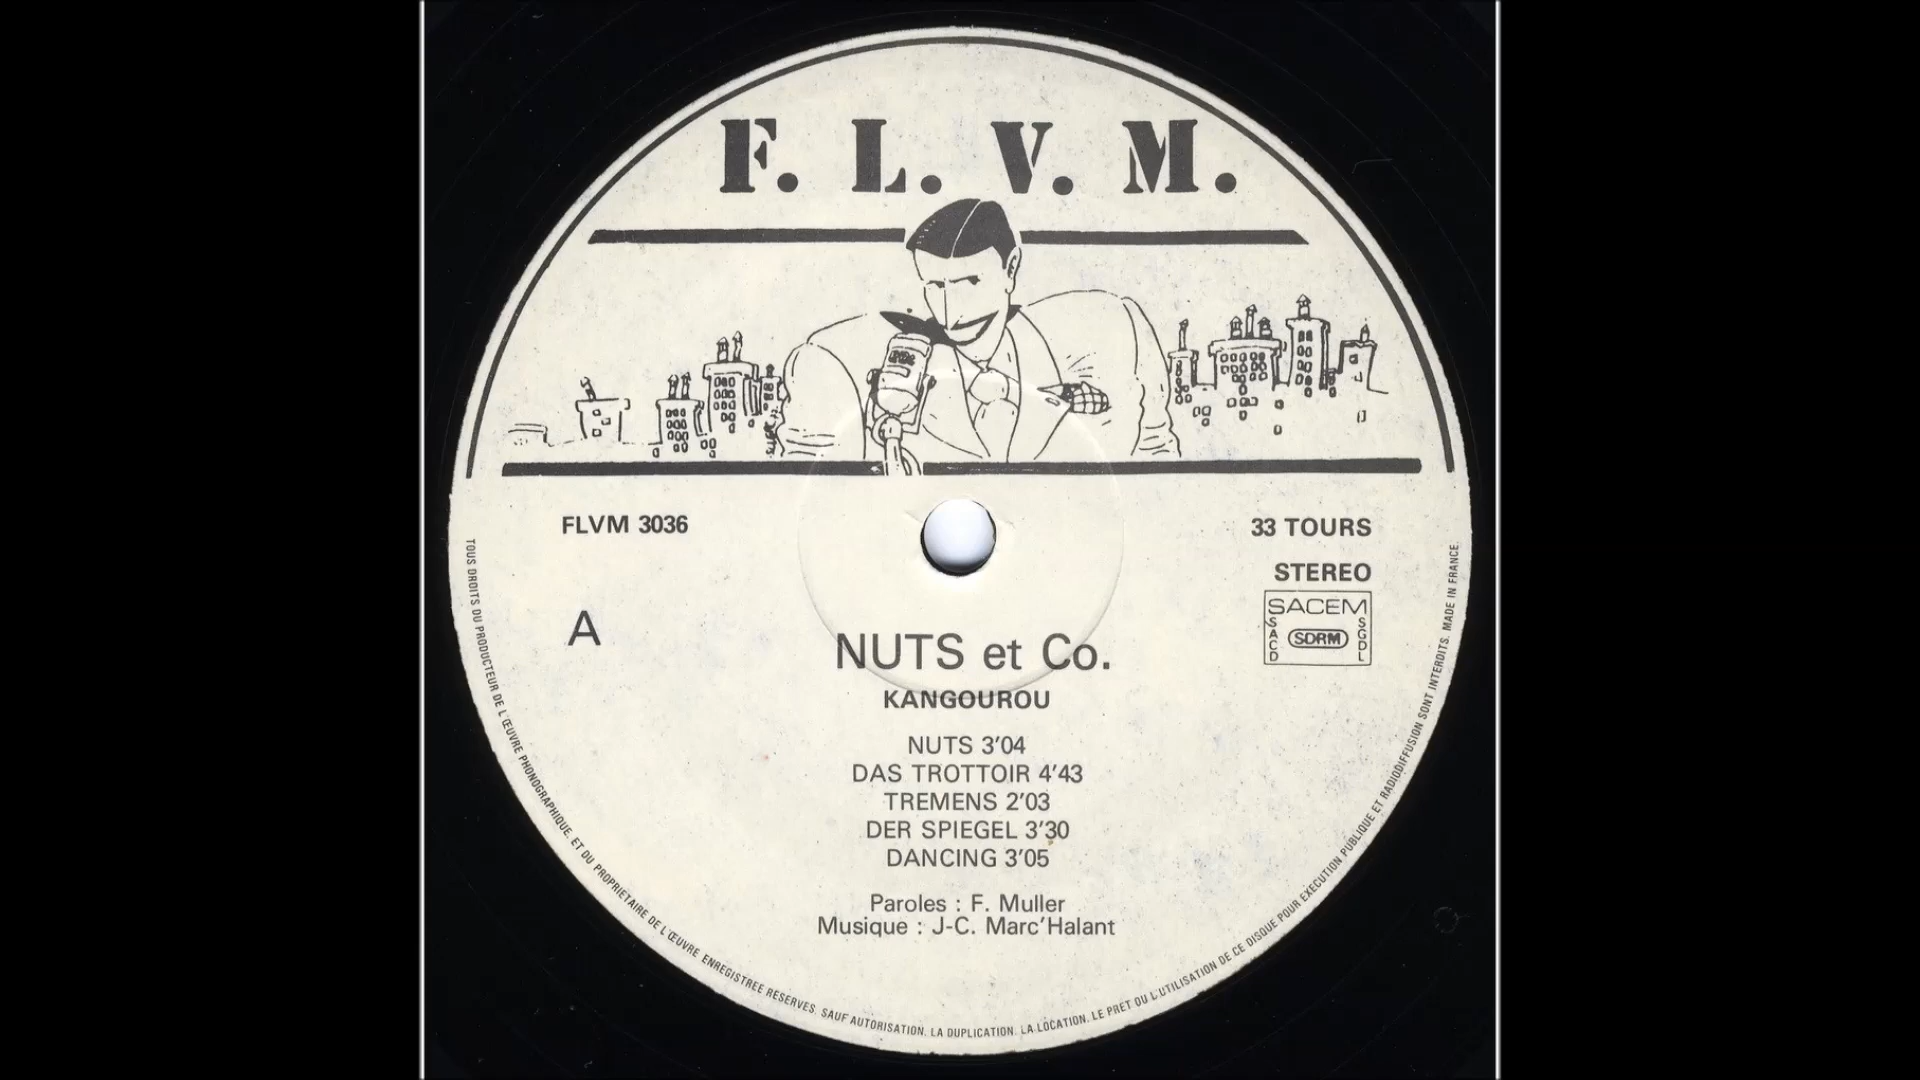 F. L. V. M.
FLVM 3036
33 TOURS
STEREO
SACEM
SACD
SDRM
SGDL
A
NUTS et Co.
KANGOUROU
NUTS 3'04
DAS TROTTOIR 4'43
TREMENS 2'03
DER SPIEGEL 3'30
DANCING 3'05
Paroles : F. Muller
Musique : J-C. Marc'Halant
TOUS DROITS DU PRODUCTEUR DE L'ŒUVRE PHONOGRAPHIQUE. ET DU PROPRIETAIRE DE L'ŒUVRE ENREGISTREE RESERVES. SAUF AUTORISATION. LA DUPLICATION. LA LOCATION. LE PRET OU L'UTILISATION DE CE DISQUE POUR EXECUTION PUBLIQUE ET RADIODIFFUSION SONT INTERDITS. MADE IN FRANCE.